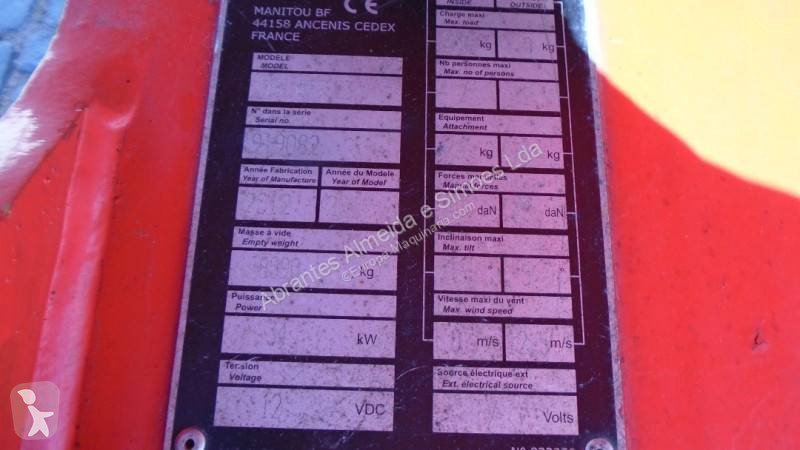 MANITOU BF
44158 ANCENIS CEDEX
FRANCE
CE
MODÈLE
MODEL
N° dans la série
Serial no.
Année Fabrication
Year of Manufacture
Année du Modèle
Year of Model
Masse à vide
Empty weight
kg
Puissance
Power
kW
Tension
Voltage
12 VDC
INSIDE OUTSIDE
Charge maxi
Max. load
kg kg
Nb personnes maxi
Max. no of persons
Equipement
Attachment
kg kg
Forces manuelles
Manual forces
daN daN
Inclinaison maxi
Max. tilt
Vitesse maxi du vent
Max. wind speed
m/s m/s
Source électrique ext
Ext. electrical source
Volts
Abrantes Almeida e Simões Lda
©Europa-Maquinaria.com